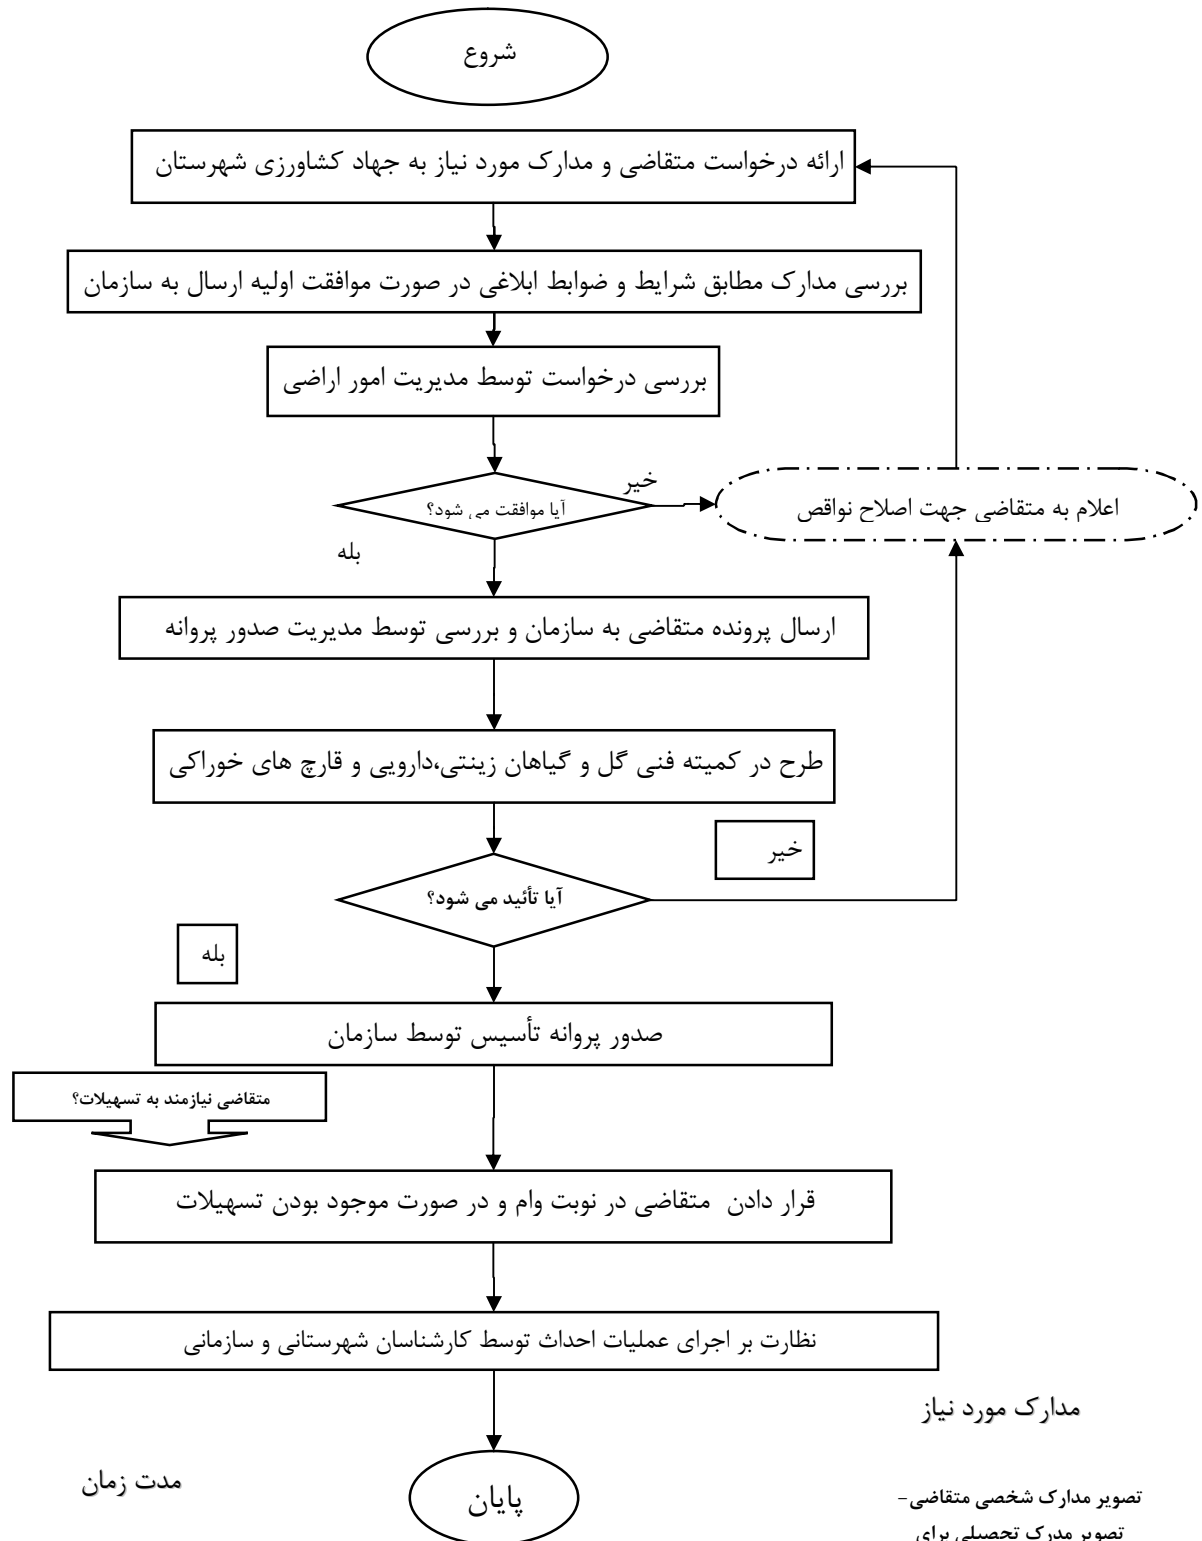 شروع
ارائه درخواست متقاضی و مدارک مورد نیاز به جهاد کشاورزی شهرستان
بررسی مدارک مطابق شرایط و ضوابط ابلاغی در صورت موافقت اولیه ارسال به سازمان
بررسی درخواست توسط مدیریت امور اراضی
خیر
آیا موافقت می شود؟
اعلام به متقاضی جهت اصلاح نواقص
بله
ارسال پرونده متقاضی به سازمان و بررسی توسط مدیریت صدور پروانه
طرح در کمیته فنی گل و گیاهان زینتی،دارویی و قارچ های خوراکی
خیر
آیا تأئید می شود؟
بله
صدور پروانه تأسیس توسط سازمان
متقاضی نیازمند به تسهیلات؟
قرار دادن متقاضی در نوبت وام و در صورت موجود بودن تسهیلات
نظارت بر اجرای عملیات احداث توسط کارشناسان شهرستانی و سازمانی
مدارک مورد نیاز
مدت زمان
پایان
تصویر مدارک شخصی متقاضی-
تصویر مدرک تحصیلی برای